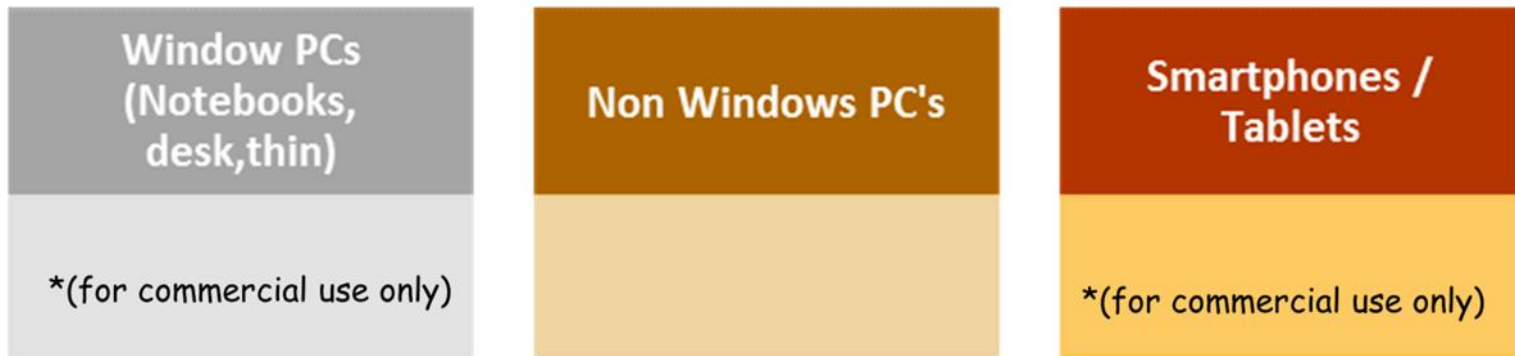 Window PCs
(Notebooks,
desk,thin)
*(for commercial use only)
Non Windows PC's
Smartphones /
Tablets
*(for commercial use only)